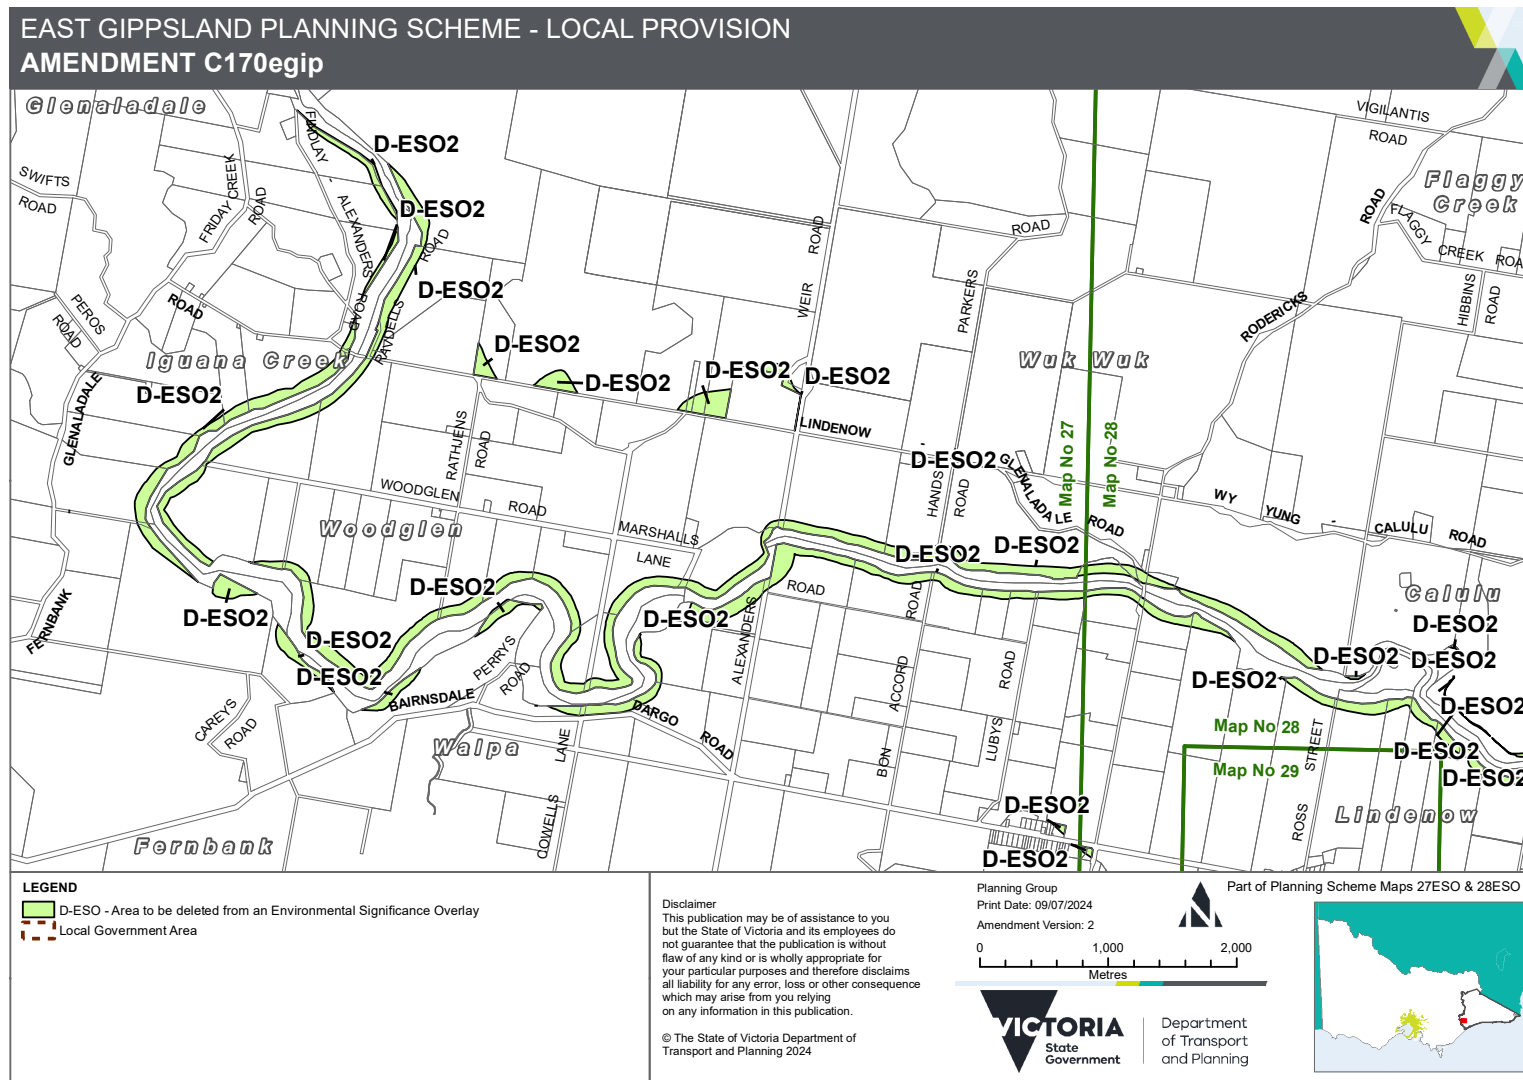 EAST GIPPSLAND PLANNING SCHEME - LOCAL PROVISION
AMENDMENT C170egip
Glenaladale
VIGILANTIS
ROAD
FINDLAY
D-ESO2
SWIFTS
ROAD
FRIDAY CREEK
ROAD
ALEXANDERS
ROAD
D-ESO2
ROAD
ROAD
ROAD
ROAD
Flaggy
Creek
FLAGGY
CREEK ROA
HIBBINS
ROAD
D-ESO2
PEROS
ROAD
ROAD
RAVDELLS
WEIR
PARKERS
RODERICKS
Iguana Creek
D-ESO2
D-ESO2
D-ESO2
D-ESO2
Wuk Wuk
D-ESO2
GLENALADALE
RATHJENS
ROAD
LINDENOW
Map No 27
Map No 28
D-ESO2
HANDS
ROAD
GLENALADALE
ROAD
WOODGLEN
ROAD
WY
YUNG
CALULU
ROAD
Woodglen
MARSHALLS
LANE
D-ESO2
D-ESO2
D-ESO2
ROAD
ROAD
Calulu
FERNBANK
D-ESO2
D-ESO2
D-ESO2
D-ESO2
D-ESO2
D-ESO2
D-ESO2
D-ESO2
PERRYS
ROAD
ALEXANDERS
ACCORD
ROAD
BAIRNSDALE
D-ESO2
CAREYS
ROAD
DARGO
ROAD
Map No 28
STREET
Walpa
LANE
BON
LUBYS
D-ESO2
Map No 29
D-ESO2
D-ESO2
COWELLS
ROSS
Lindenow
Fernbank
D-ESO2
LEGEND
D-ESO - Area to be deleted from an Environmental Significance Overlay
Local Government Area
Disclaimer
This publication may be of assistance to you
but the State of Victoria and its employees do
not guarantee that the publication is without
flaw of any kind or is wholly appropriate for
your particular purposes and therefore disclaims
all liability for any error, loss or other consequence
which may arise from you relying
on any information in this publication.
© The State of Victoria Department of
Transport and Planning 2024
Planning Group
Print Date: 09/07/2024
Amendment Version: 2
0 1,000 2,000
Metres
VICTORIA
State
Government
Department
of Transport
and Planning
Part of Planning Scheme Maps 27ESO & 28ESO